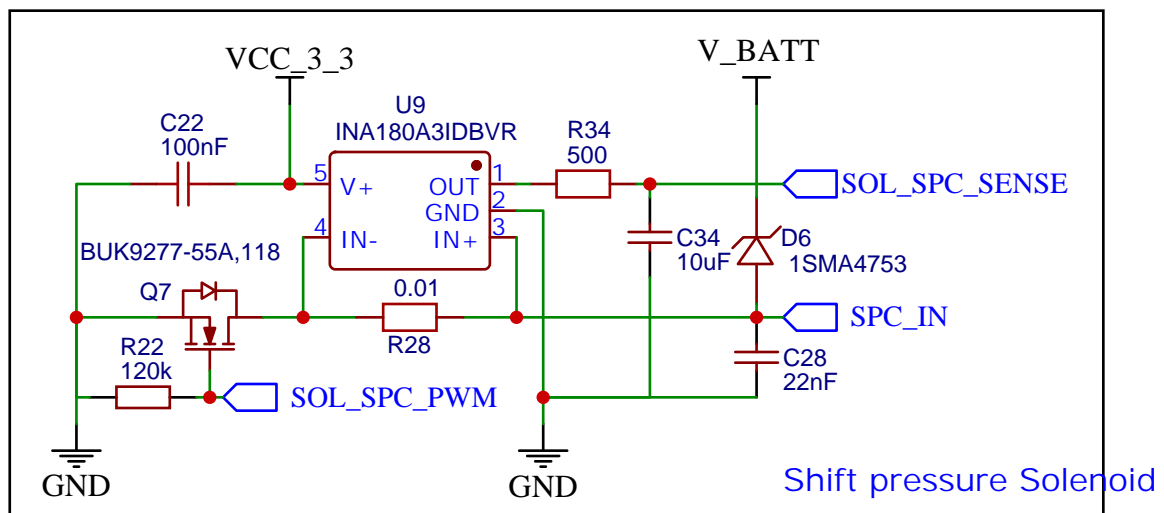 VCC_3_3
V_BATT
C22
100nF
U9
INA180A3IDBVR
R34
500
5
V+
OUT
1
GND
2
4
IN-
IN+
3
SOL_SPC_SENSE
BUK9277-55A,118
C34
10uF
D6
1SMA4753
Q7
0.01
R28
SPC_IN
R22
120k
SOL_SPC_PWM
C28
22nF
GND
GND
Shift pressure Solenoid